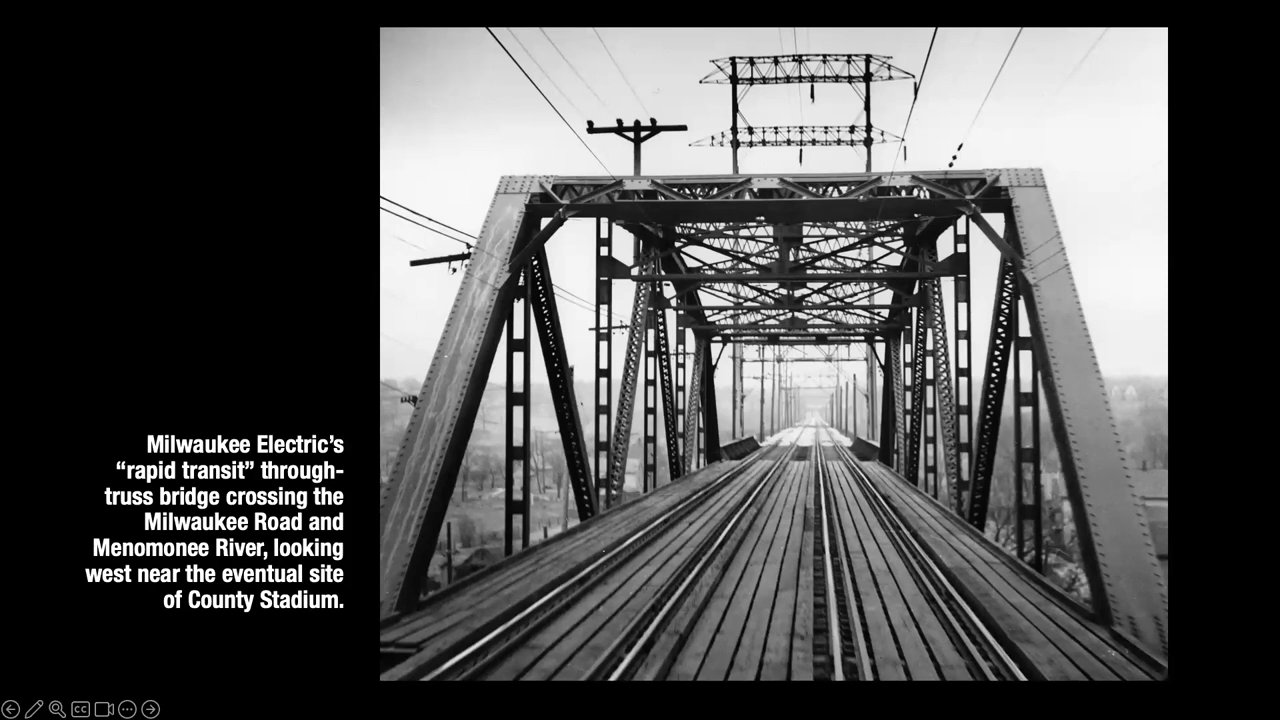 Milwaukee Electric’s
“rapid transit” through-
truss bridge crossing the
Milwaukee Road and
Menomonee River, looking
west near the eventual site
of County Stadium.
CC